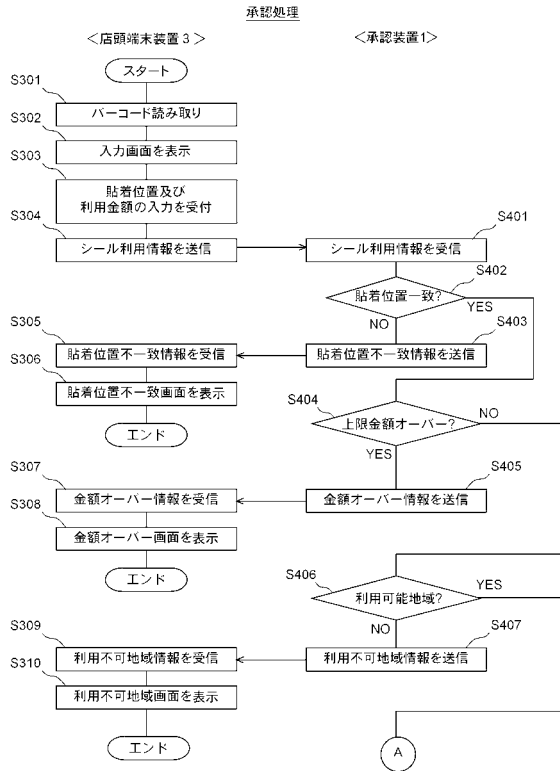 承認処理
＜店頭端末装置３＞
＜承認装置1＞
スタート
S301
バーコード読み取り
S302
入力画面を表示
S303
貼着位置及び
利用金額の入力を受付
S304
シール利用情報を送信
S401
シール利用情報を受信
S402
貼着位置一致?
YES
NO
S403
貼着位置不一致情報を送信
S305
貼着位置不一致情報を受信
S306
貼着位置不一致画面を表示
エンド
S404
上限金額オーバー?
NO
YES
S405
金額オーバー情報を送信
S307
金額オーバー情報を受信
S308
金額オーバー画面を表示
エンド
S406
利用可能地域?
YES
NO
S407
利用不可地域情報を送信
S309
利用不可地域情報を受信
S310
利用不可地域画面を表示
エンド
A